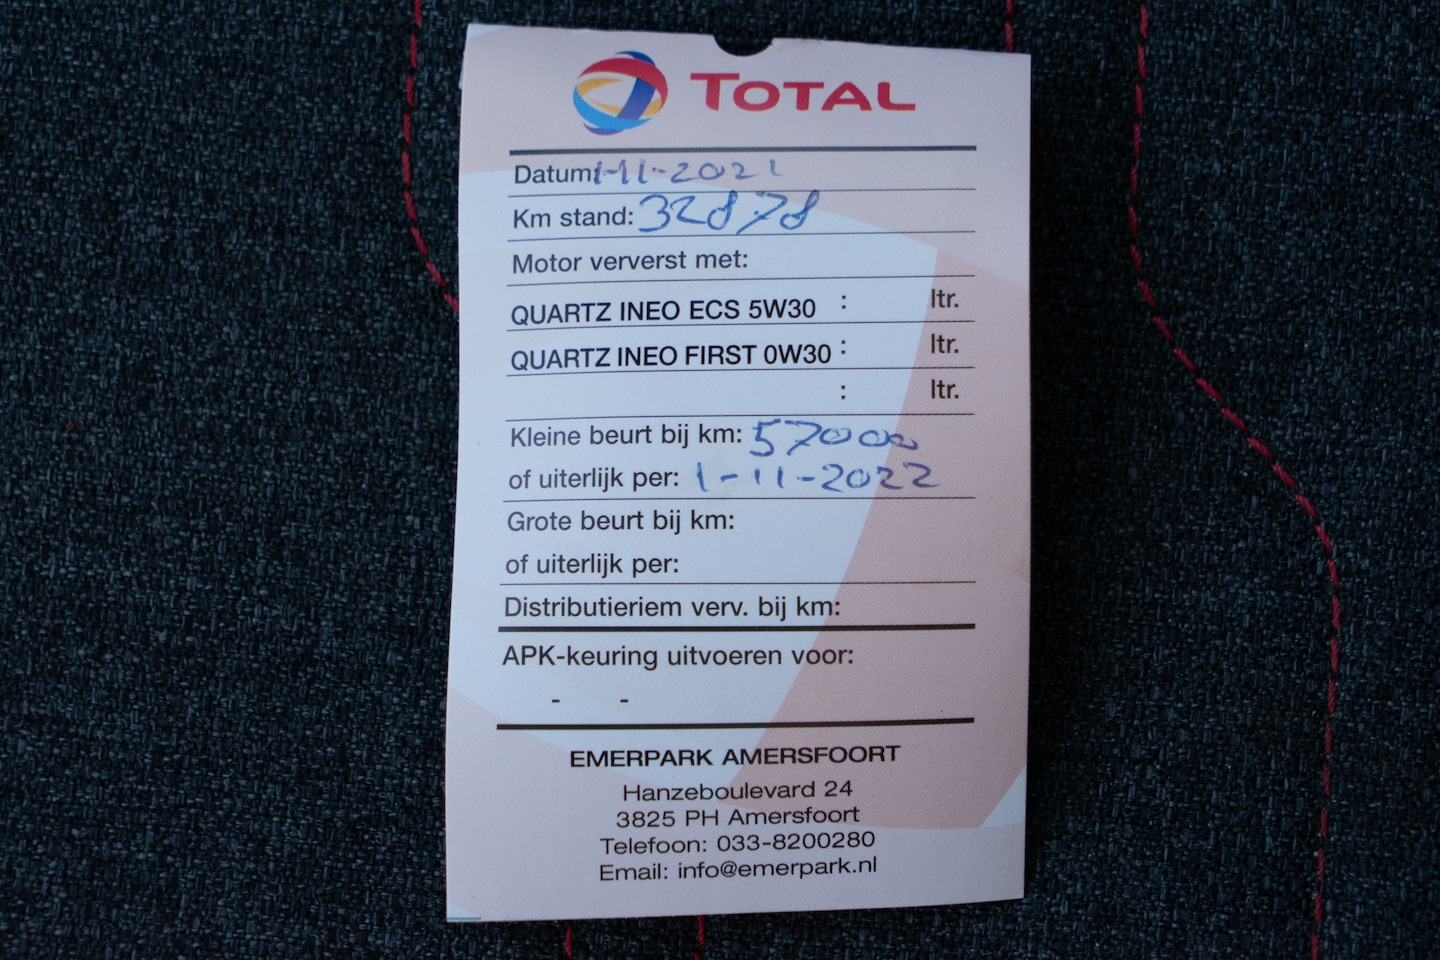 TOTAL
Datum: 1-11-2021
Km stand: 32878
Motor ververst met:
QUARTZ INEO ECS 5W30 : ltr.
QUARTZ INEO FIRST 0W30 : ltr.
: ltr.
Kleine beurt bij km: 57000
of uiterlijk per: 1-11-2022
Grote beurt bij km:
of uiterlijk per:
Distributieriem verv. bij km:
APK-keuring uitvoeren voor:
- -
EMERPARK AMERSFOORT
Hanzeboulevard 24
3825 PH Amersfoort
Telefoon: 033-8200280
Email: info@emerpark.nl